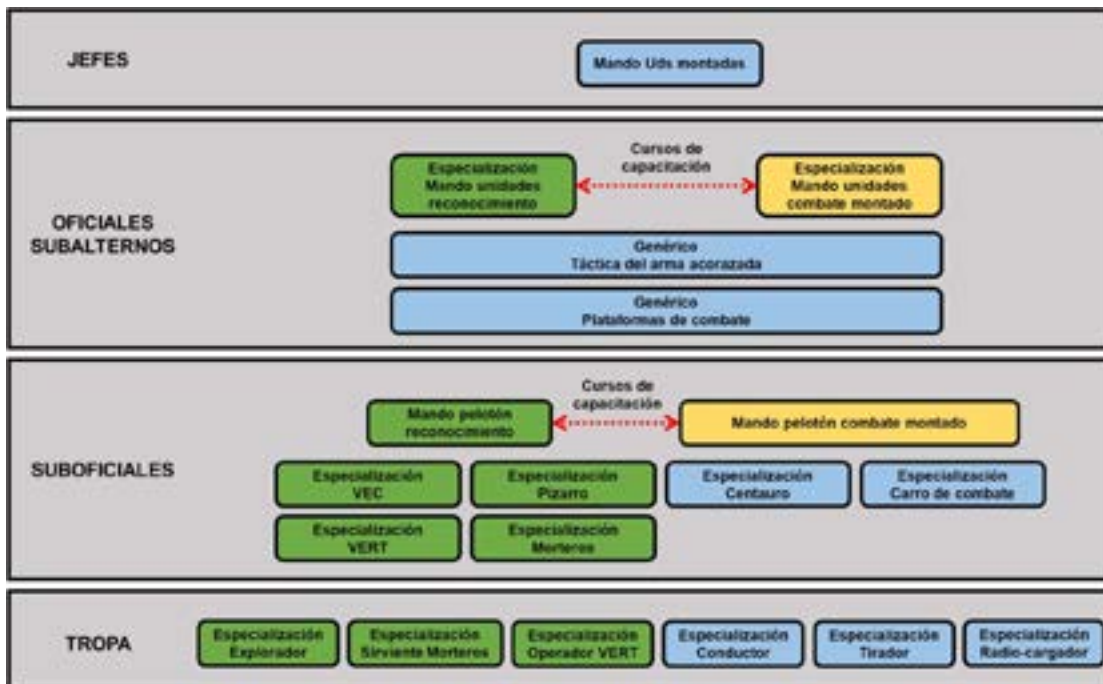 JEFES
Mando Uds montadas
OFICIALES
SUBALTERNOS
Especialización
Mando unidades
reconocimiento
Cursos de
capacitación
Especialización
Mando unidades
combate montado
Genérico
Táctica del arma acorazada
Genérico
Plataformas de combate
SUBOFICIALES
Mando pelotón
reconocimiento
Cursos de
capacitación
Mando pelotón combate montado
Especialización
VEC
Especialización
Pizarro
Especialización
Centauro
Especialización
Carro de combate
Especialización
VERT
Especialización
Morteros
TROPA
Especialización
Explorador
Especialización
Sirviente Morteros
Especialización
Operador VERT
Especialización
Conductor
Especialización
Tirador
Especialización
Radio-cargador